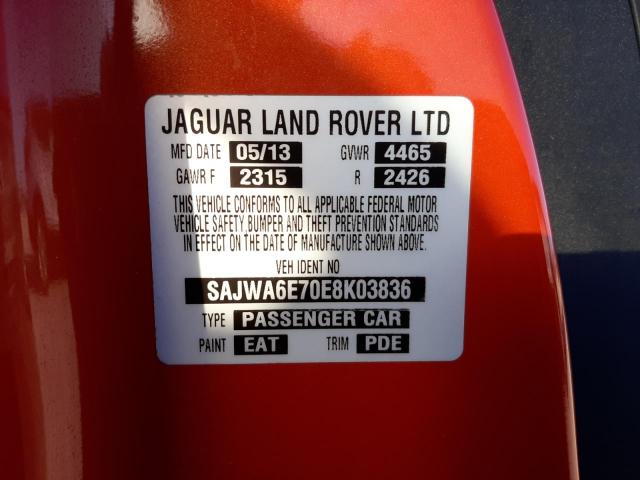 JAGUAR LAND ROVER LTD
MFD DATE 05/13 GVWR 4465
GAWR F 2315 R 2426
THIS VEHICLE CONFORMS TO ALL APPLICABLE FEDERAL MOTOR
VEHICLE SAFETY, BUMPER AND THEFT PREVENTION STANDARDS
IN EFFECT ON THE DATE OF MANUFACTURE SHOWN ABOVE.
VEH IDENT NO
SAJWA6E70E8K03836
TYPE PASSENGER CAR
PAINT EAT TRIM PDE